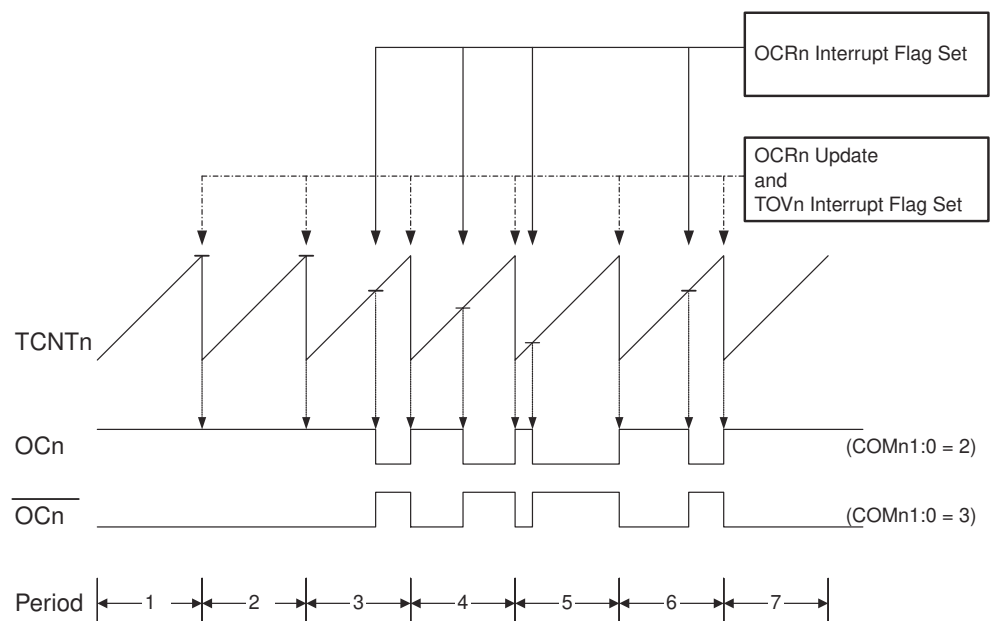 OCRn Interrupt Flag Set
OCRn Update
and
TOVn Interrupt Flag Set
TCNTn
OCn
(COMn1:0 = 2)
OCn
(COMn1:0 = 3)
Period
1
2
3
4
5
6
7